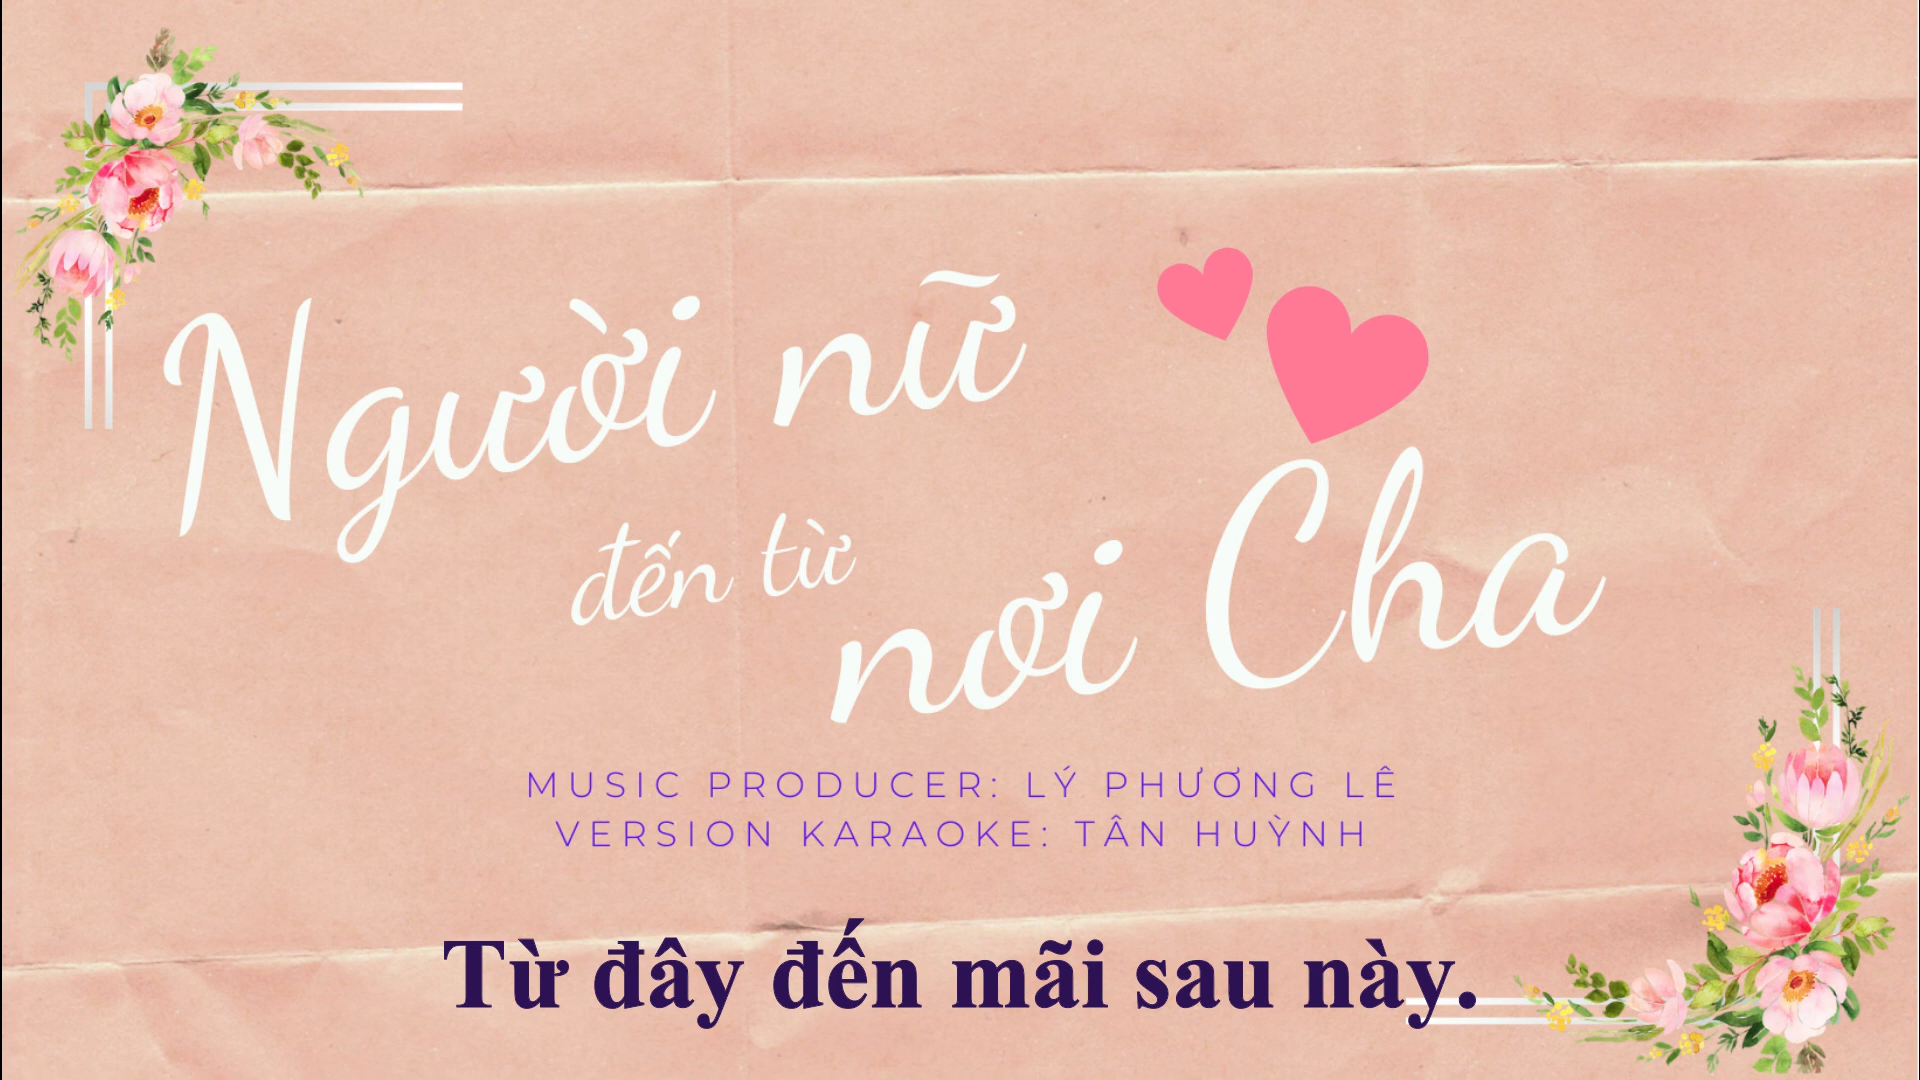 Người nữ
đến từ
nơi Cha
MUSIC PRODUCER: LÝ PHƯƠNG LÊ
VERSION KARAOKE: TÂN HUỲNH
Từ đây đến mãi sau này.